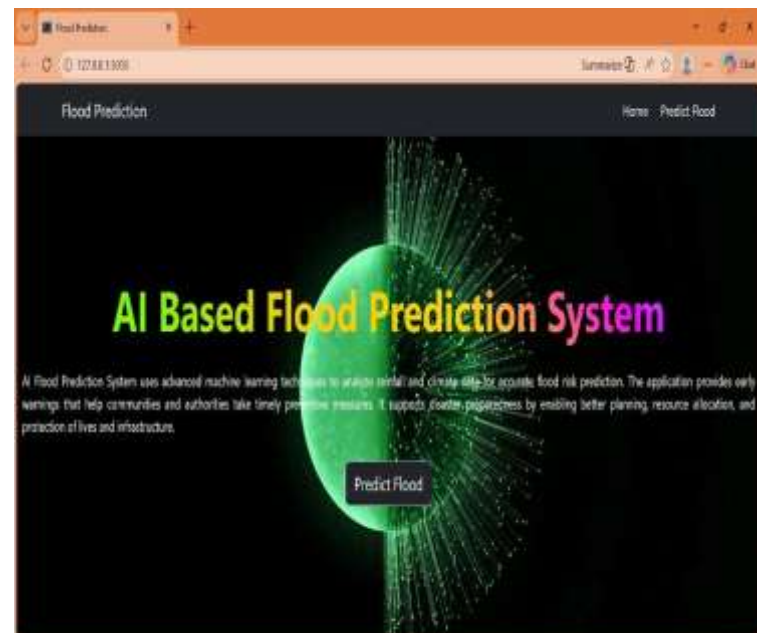 Flood Prediction
Summarize
Chat
Flood Prediction
Home Predict Flood
AI Based Flood Prediction System
AI Flood Prediction System uses advanced machine learning techniques to analyze rainfall and climate data for accurate flood risk prediction. The application provides early
warnings that help communities and authorities take timely preventive measures. It supports disaster preparedness by enabling better planning, resource allocation, and
protection of lives and infrastructure.
Predict Flood